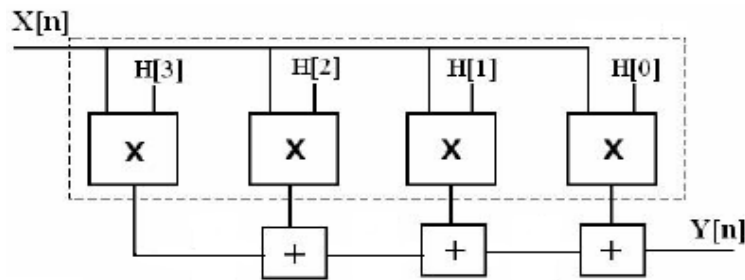 X[n]
H[3] H[2] H[1] H[0]
X X X X
Y[n]
+ + +